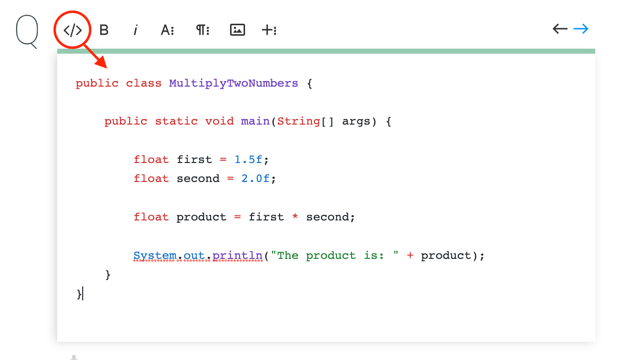 Q </> B i A: ¶: +:
public class MultiplyTwoNumbers {
public static void main(String[] args) {
float first = 1.5f;
float second = 2.0f;
float product = first * second;
System.out.println("The product is: " + product);
}
}